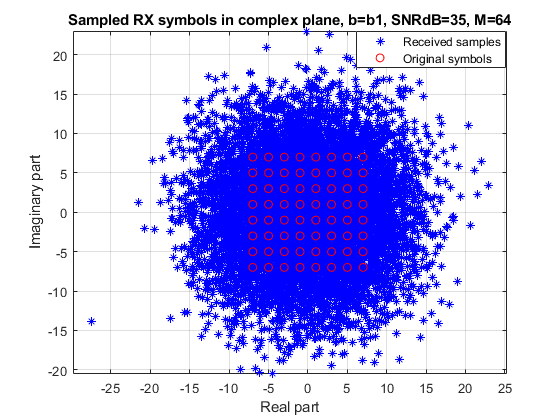 Sampled RX symbols in complex plane, b=b1, SNRdB=35, M=64
Received samples
Original symbols
20
15
10
5
0
-5
-10
-15
-20
Imaginary part
-25 -20 -15 -10 -5 0 5 10 15 20 25
Real part